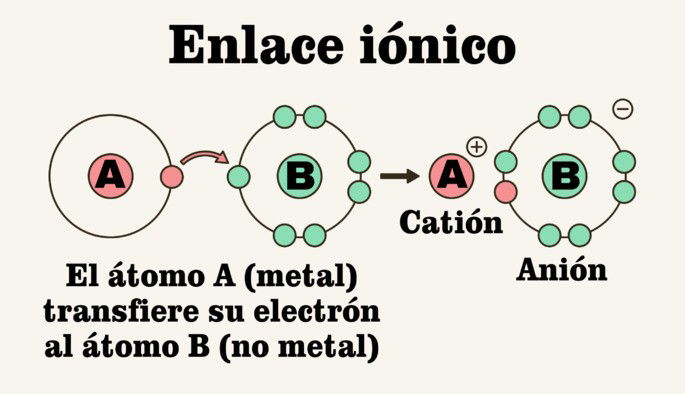 Enlace iónico
A
B
A
+
B
−
Catión
Anión
El átomo A (metal)
transfiere su electrón
al átomo B (no metal)